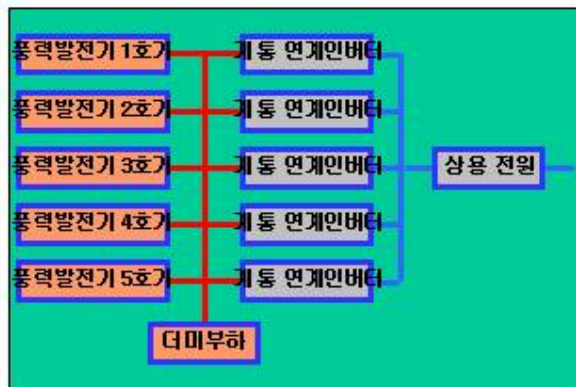 풍력발전기 1호기
계통 연계인버터
풍력발전기 2호기
계통 연계인버터
풍력발전기 3호기
계통 연계인버터
상용 전원
풍력발전기 4호기
계통 연계인버터
풍력발전기 5호기
계통 연계인버터
더미부하